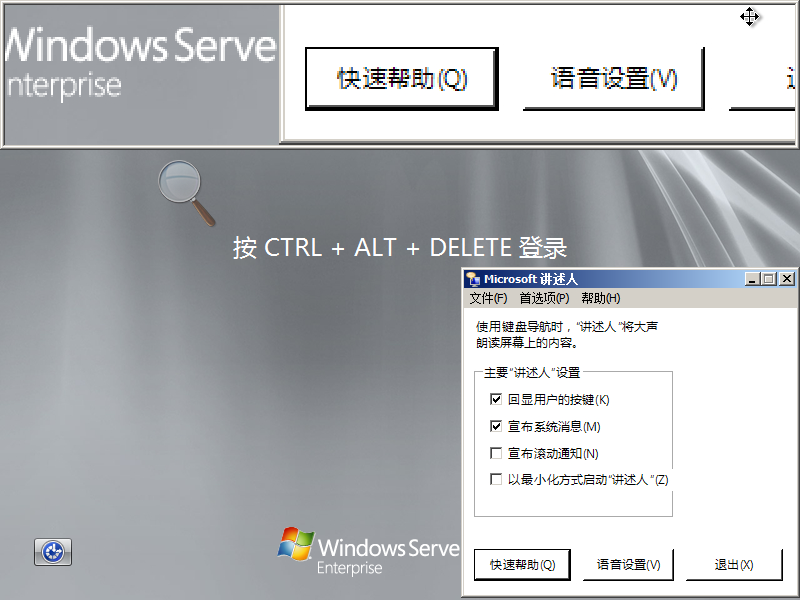 Windows Serve
nterprise
快速帮助(Q)
语音设置(V)
按 CTRL + ALT + DELETE 登录
Microsoft 讲述人
文件(F) 首选项(P) 帮助(H)
使用键盘导航时，“讲述人”将大声
朗读屏幕上的内容。
主要“讲述人”设置
回显用户的按键(K)
宣布系统消息(M)
宣布滚动通知(N)
以最小化方式启动“讲述人”(Z)
快速帮助(Q) 语音设置(V) 退出(X)
Windows Serve
Enterprise